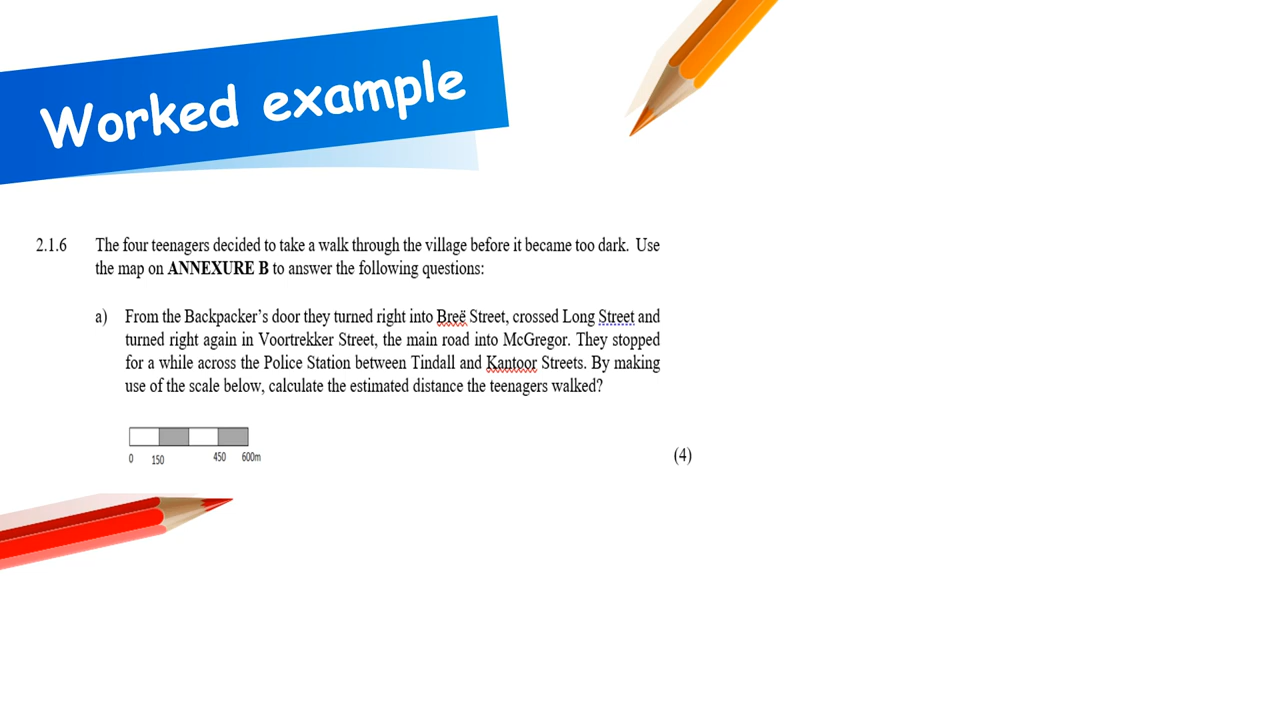 Worked example
2.1.6 The four teenagers decided to take a walk through the village before it became too dark. Use
the map on ANNEXURE B to answer the following questions:
a) From the Backpacker's door they turned right into Breë Street, crossed Long Street and
turned right again in Voortrekker Street, the main road into McGregor. They stopped
for a while across the Police Station between Tindall and Kantoor Streets. By making
use of the scale below, calculate the estimated distance the teenagers walked?
0 150 450 600m
(4)